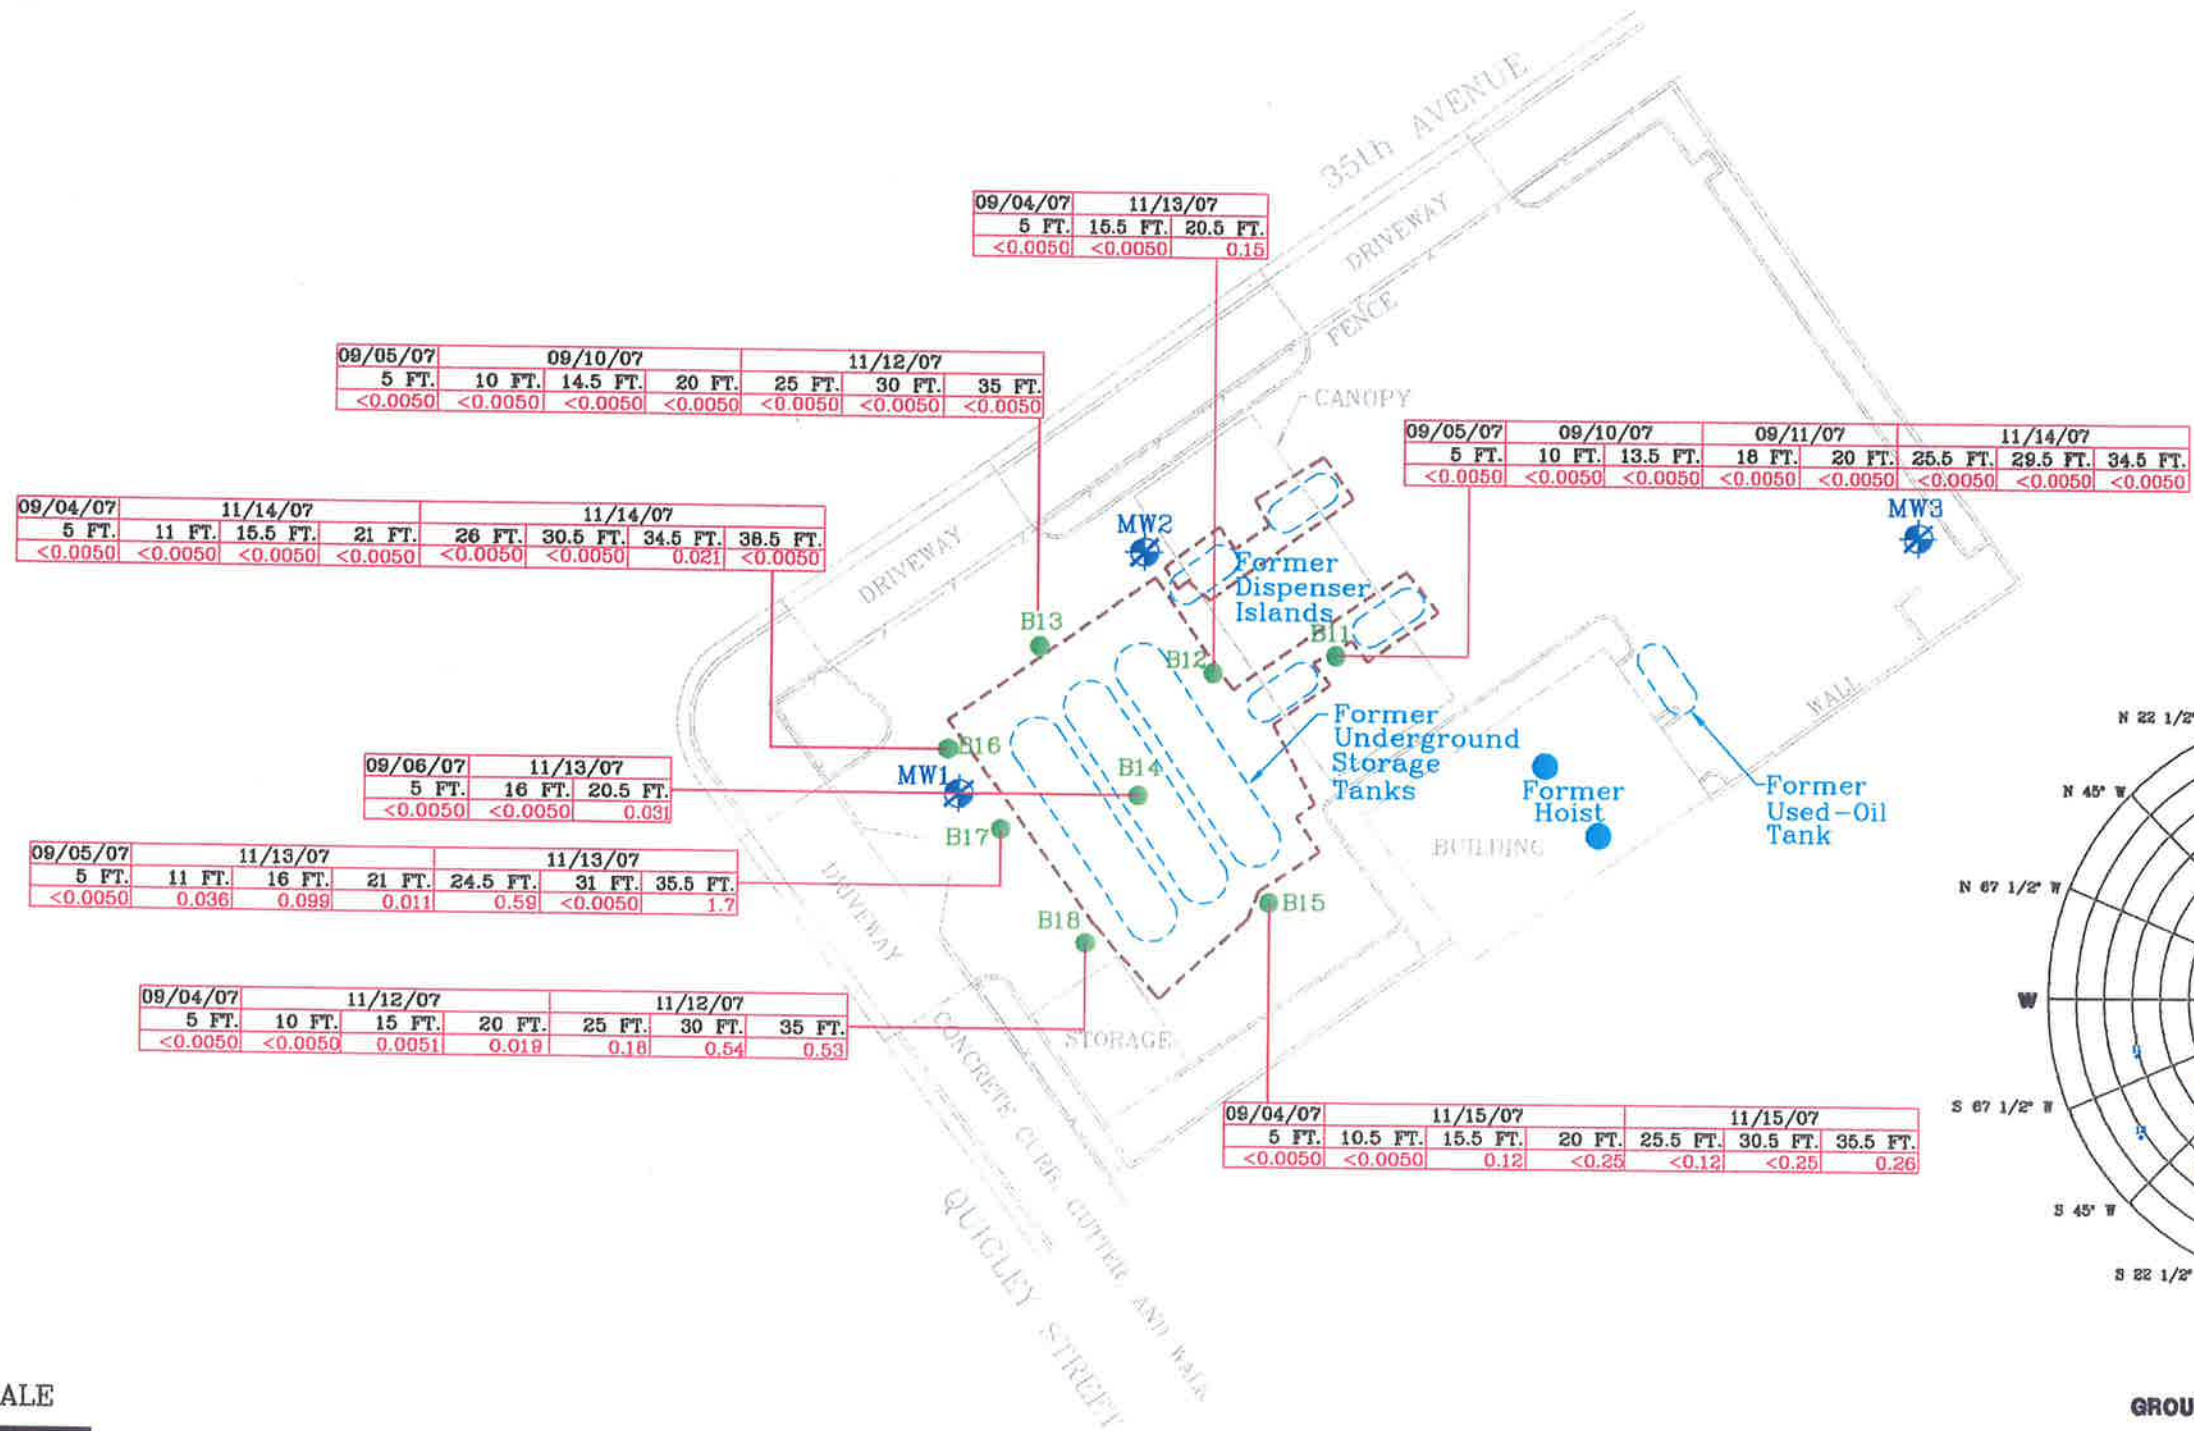 35th AVENUE
DRIVEWAY
FENCE
CANOPY
09/04/07 11/13/07
5 FT. 15.5 FT. 20.5 FT.
<0.0050 <0.0050 0.15
09/05/07 09/10/07 11/12/07
5 FT. 10 FT. 14.5 FT. 20 FT. 25 FT. 30 FT. 35 FT.
<0.0050 <0.0050 <0.0050 <0.0050 <0.0050 <0.0050 <0.0050
09/05/07 09/10/07 09/11/07 11/14/07
5 FT. 10 FT. 13.5 FT. 18 FT. 20 FT. 25.5 FT. 29.5 FT. 34.5 FT.
<0.0050 <0.0050 <0.0050 <0.0050 <0.0050 <0.0050 <0.0050 <0.0050
09/04/07 11/14/07 11/14/07
5 FT. 11 FT. 15.5 FT. 21 FT. 26 FT. 30.5 FT. 34.5 FT. 38.5 FT.
<0.0050 <0.0050 <0.0050 <0.0050 <0.0050 <0.0050 0.021 <0.0050
MW2
MW3
DRIVEWAY
Former
Dispenser
Islands
B13
B11
B12
WALL
Former
Underground
Storage
Tanks
B16
B14
MW1
09/06/07 11/13/07
5 FT. 16 FT. 20.5 FT.
<0.0050 <0.0050 0.031
Former
Hoist
Former
Used-Oil
Tank
B17
BUILDING
09/05/07 11/13/07 11/13/07
5 FT. 11 FT. 16 FT. 21 FT. 24.5 FT. 31 FT. 35.5 FT.
<0.0050 0.036 0.099 0.011 0.59 <0.0050 1.7
DRIVEWAY
B15
B18
09/04/07 11/12/07 11/12/07
5 FT. 10 FT. 15 FT. 20 FT. 25 FT. 30 FT. 35 FT.
<0.0050 <0.0050 0.0051 0.019 0.18 0.54 0.53
STORAGE
CONCRETE CURB, GUTTER, AND WALK
09/04/07 11/15/07 11/15/07
5 FT. 10.5 FT. 15.5 FT. 20 FT. 25.5 FT. 30.5 FT. 35.5 FT.
<0.0050 <0.0050 0.12 <0.25 <0.12 <0.25 0.26
QUIGLEY STREET
N 22 1/2°
N 45° W
N 67 1/2° W
W
S 67 1/2° W
S 45° W
S 22 1/2°
ALE
GROU